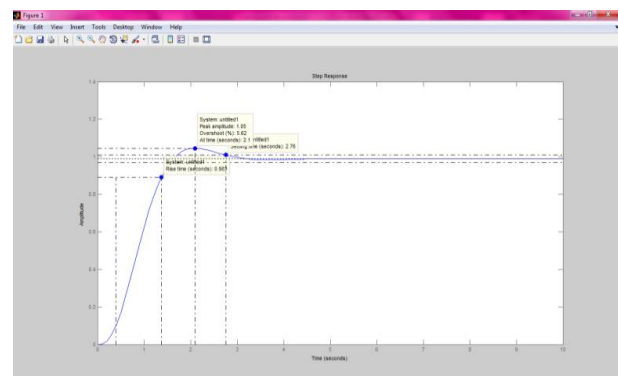 Figure 1
File Edit View Insert Tools Desktop Window Help
Step Response
1.4
1.2
1
0.8
0.6
0.4
0.2
0
Amplitude
System: untitled1
Peak amplitude: 1.05
Overshoot (%): 5.62
At time (seconds): 2.1
untitled1
Settling time (seconds): 2.76
System: untitled1
Rise time (seconds):
0 1 2 3 4 5 6 7 8 9 10
Time (seconds)